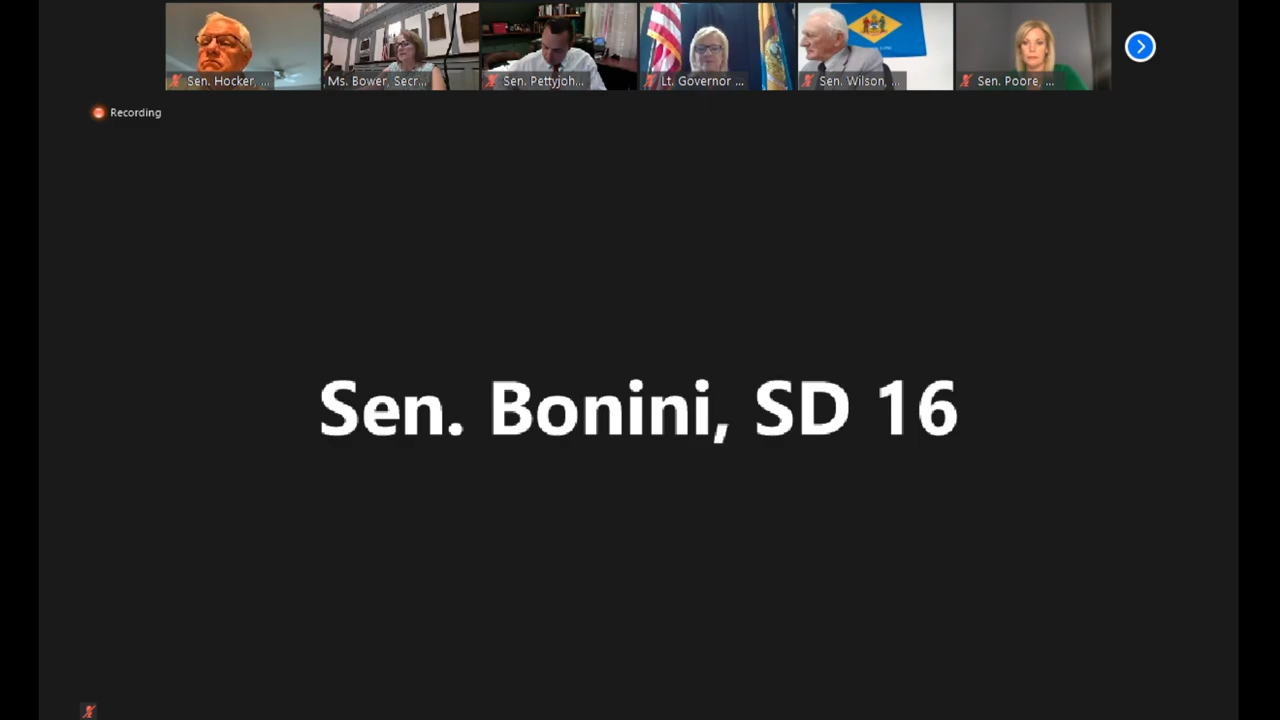 Sen. Hocker, ...
Ms. Bower, Secr...
Sen. Pettyjoh...
Lt. Governor ...
Sen. Wilson, ...
Sen. Poore, ...
Recording
Sen. Bonini, SD 16